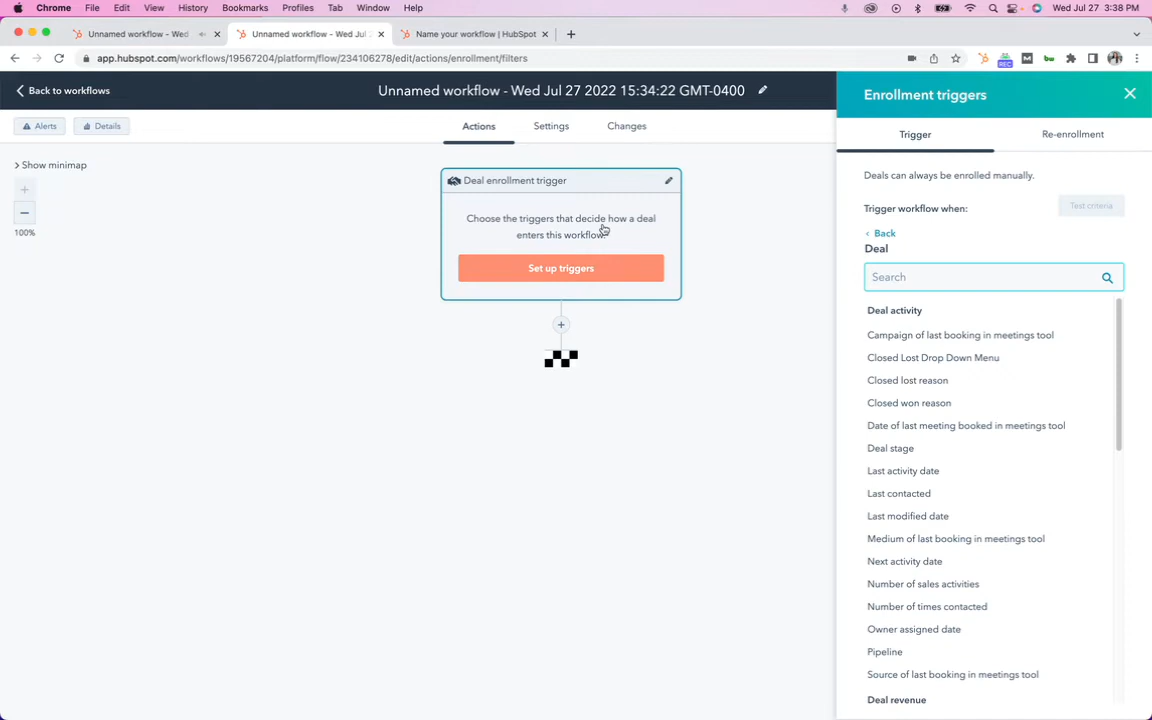 Chrome File Edit View History Bookmarks Profiles Tab Window Help Wed Jul 27 3:38 PM
Unnamed workflow - Wed
Unnamed workflow - Wed Jul
Name your workflow | HubSpot
app.hubspot.com/workflows/19567204/platform/flow/234106278/edit/actions/enrollment/filters
REC
Back to workflows
Unnamed workflow - Wed Jul 27 2022 15:34:22 GMT-0400
Alerts
Details
Actions
Settings
Changes
Show minimap
100%
Deal enrollment trigger
Choose the triggers that decide how a deal
enters this workflow.
Set up triggers
Enrollment triggers
Trigger
Re-enrollment
Deals can always be enrolled manually.
Trigger workflow when:
Test criteria
Back
Deal
Search
Deal activity
Campaign of last booking in meetings tool
Closed Lost Drop Down Menu
Closed lost reason
Closed won reason
Date of last meeting booked in meetings tool
Deal stage
Last activity date
Last contacted
Last modified date
Medium of last booking in meetings tool
Next activity date
Number of sales activities
Number of times contacted
Owner assigned date
Pipeline
Source of last booking in meetings tool
Deal revenue